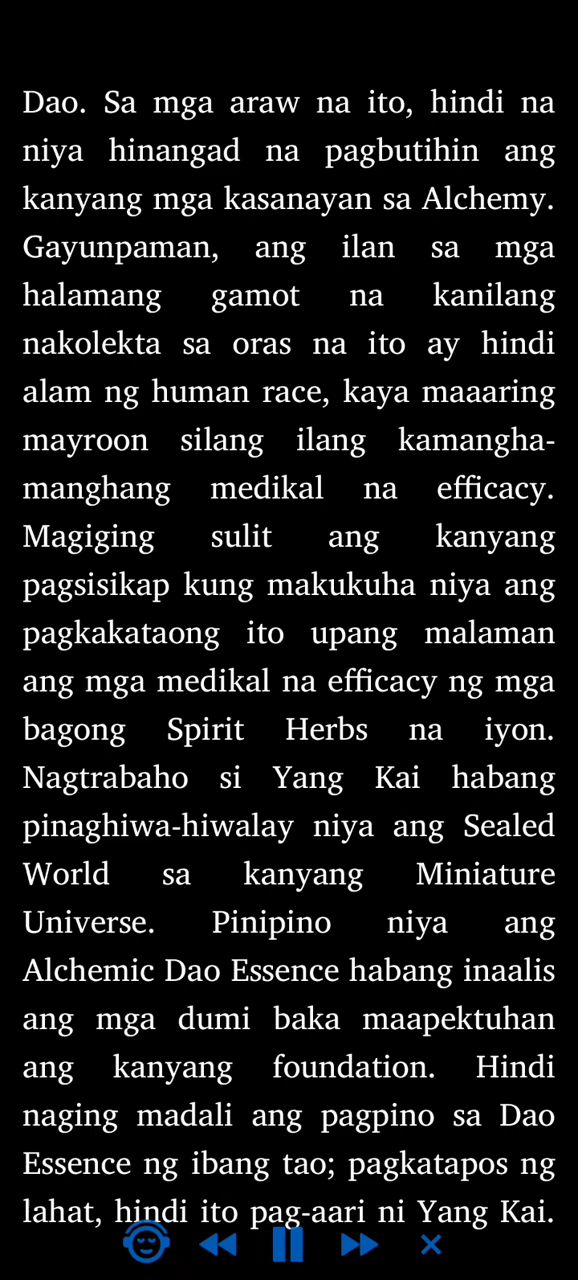 Dao. Sa mga araw na ito, hindi na
niya hinangad na pagbutihin ang
kanyang mga kasanayan sa Alchemy.
Gayunpaman, ang ilan sa mga
halamang gamot na kanilang
nakolekta sa oras na ito ay hindi
alam ng human race, kaya maaaring
mayroon silang ilang kamangha-
manghang medikal na efficacy.
Magiging sulit ang kanyang
pagsisikap kung makukuha niya ang
pagkakataong ito upang malaman
ang mga medikal na efficacy ng mga
bagong Spirit Herbs na iyon.
Nagtrabaho si Yang Kai habang
pinaghiwa-hiwalay niya ang Sealed
World sa kanyang Miniature
Universe. Pinipino niya ang
Alchemic Dao Essence habang inaalis
ang mga dumi baka maapektuhan
ang kanyang foundation. Hindi
naging madali ang pagpino sa Dao
Essence ng ibang tao; pagkatapos ng
lahat, hindi ito pag-aari ni Yang Kai.